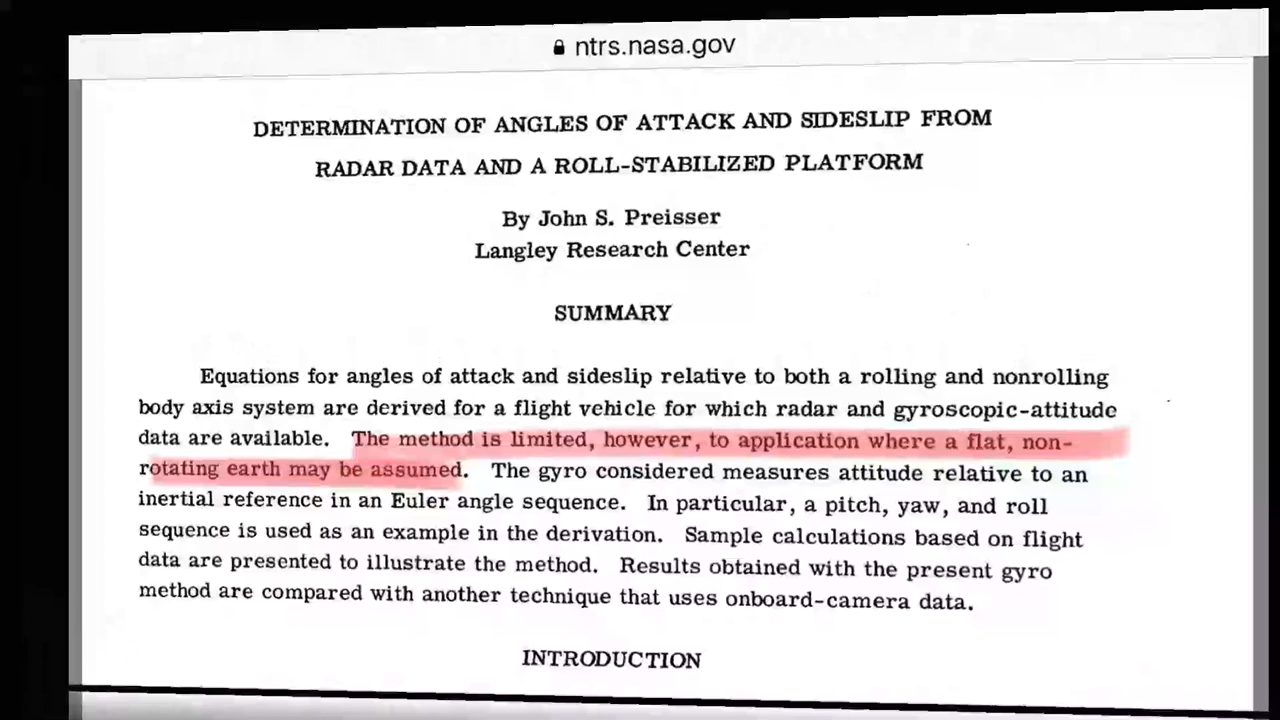 ntrs.nasa.gov
DETERMINATION OF ANGLES OF ATTACK AND SIDESLIP FROM
RADAR DATA AND A ROLL-STABILIZED PLATFORM
By John S. Preisser
Langley Research Center
SUMMARY
Equations for angles of attack and sideslip relative to both a rolling and nonrolling
body axis system are derived for a flight vehicle for which radar and gyroscopic-attitude
data are available. The method is limited, however, to application where a flat, non-
rotating earth may be assumed. The gyro considered measures attitude relative to an
inertial reference in an Euler angle sequence. In particular, a pitch, yaw, and roll
sequence is used as an example in the derivation. Sample calculations based on flight
data are presented to illustrate the method. Results obtained with the present gyro
method are compared with another technique that uses onboard-camera data.
INTRODUCTION